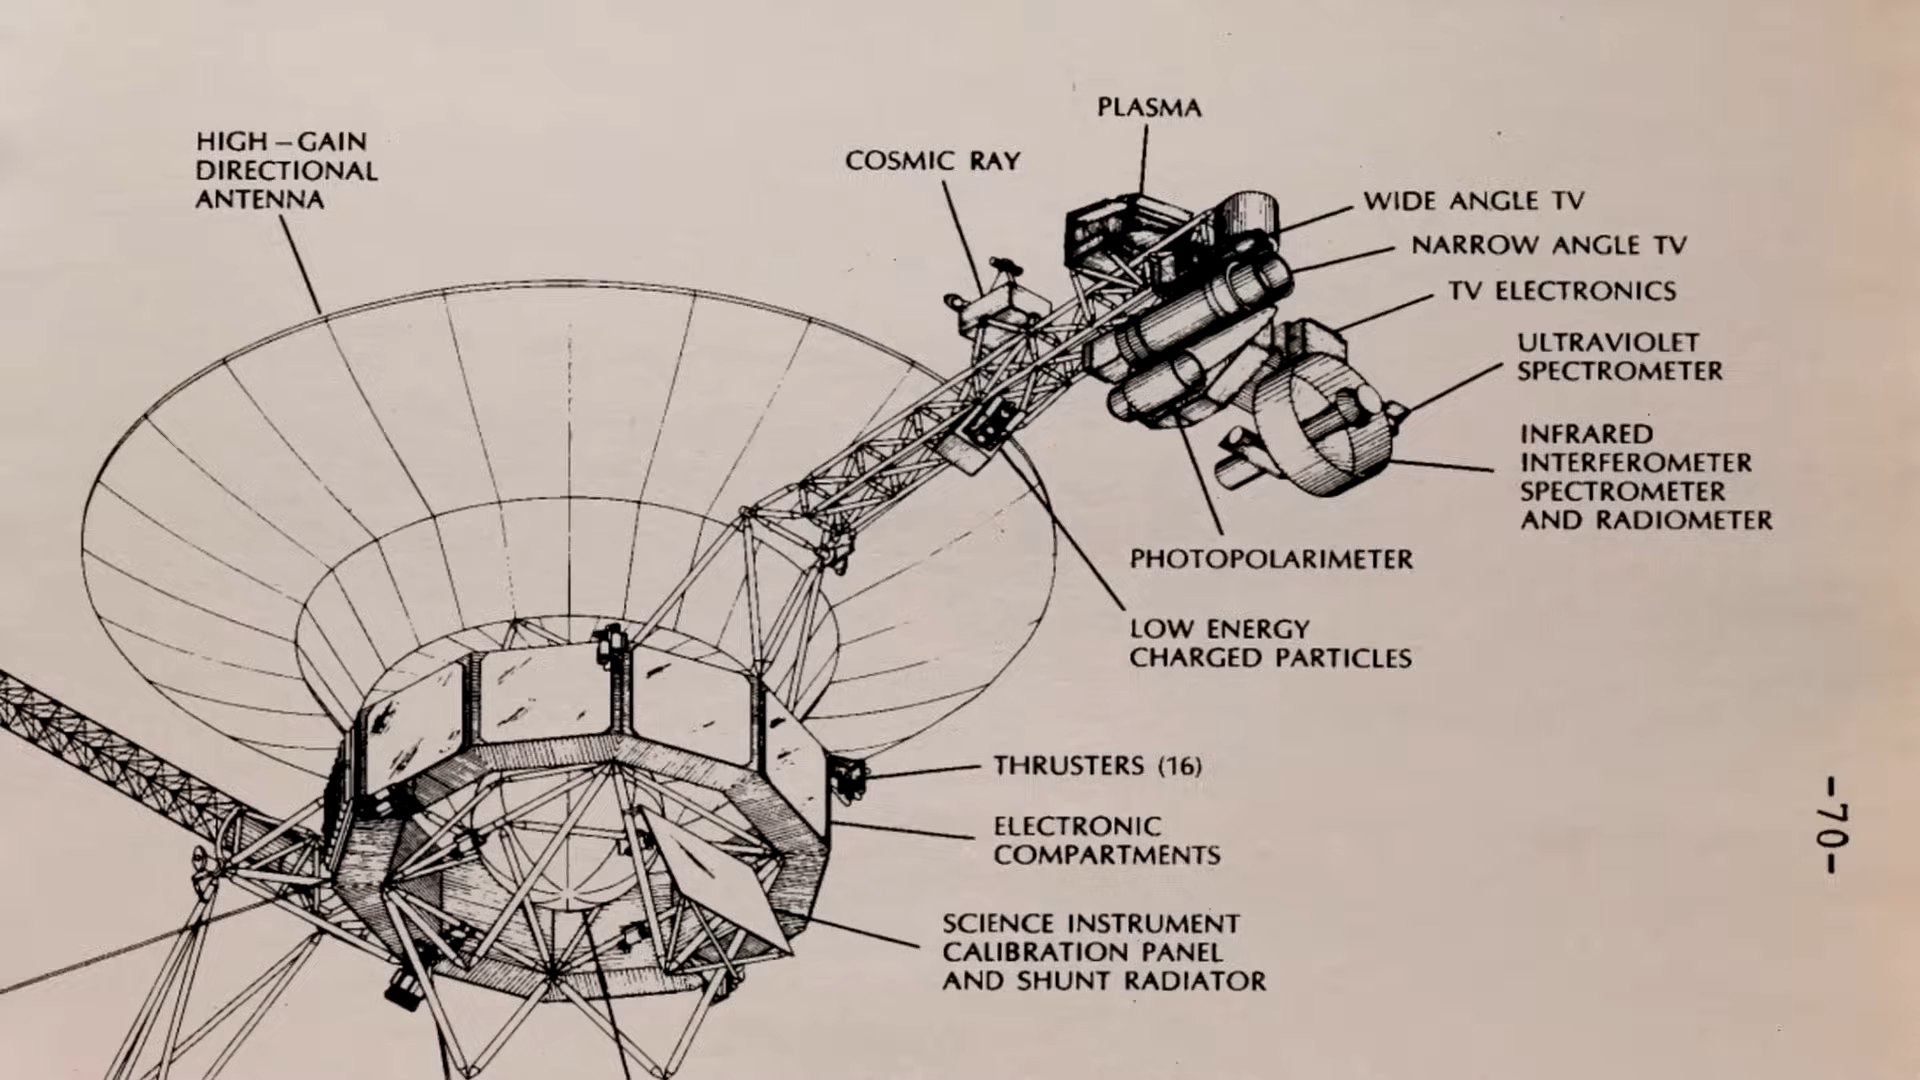 HIGH – GAIN
DIRECTIONAL
ANTENNA
COSMIC RAY
PLASMA
WIDE ANGLE TV
NARROW ANGLE TV
TV ELECTRONICS
ULTRAVIOLET
SPECTROMETER
INFRARED
INTERFEROMETER
SPECTROMETER
AND RADIOMETER
PHOTOPOLARIMETER
LOW ENERGY
CHARGED PARTICLES
THRUSTERS (16)
ELECTRONIC
COMPARTMENTS
SCIENCE INSTRUMENT
CALIBRATION PANEL
AND SHUNT RADIATOR
-70-